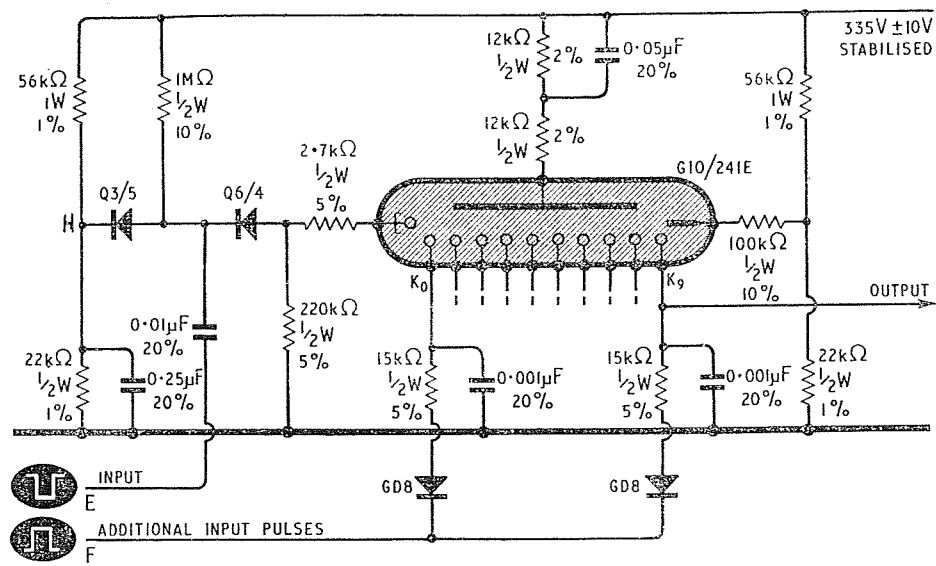 335V ±10V
STABILISED
12kΩ
1/2W
2%
0·05μF
20%
56kΩ
1W
1%
1MΩ
1/2W
10%
12kΩ
1/2W
2%
56kΩ
1W
1%
2·7kΩ
1/2W
5%
G10/241E
Q3/5
Q6/4
H
100kΩ
1/2W
10%
K0
K9
OUTPUT
0·01μF
20%
220kΩ
1/2W
5%
22kΩ
1/2W
1%
0·25μF
20%
15kΩ
1/2W
5%
0·001μF
20%
15kΩ
1/2W
5%
0·001μF
20%
22kΩ
1/2W
1%
INPUT
E
GD8
GD8
ADDITIONAL INPUT PULSES
F